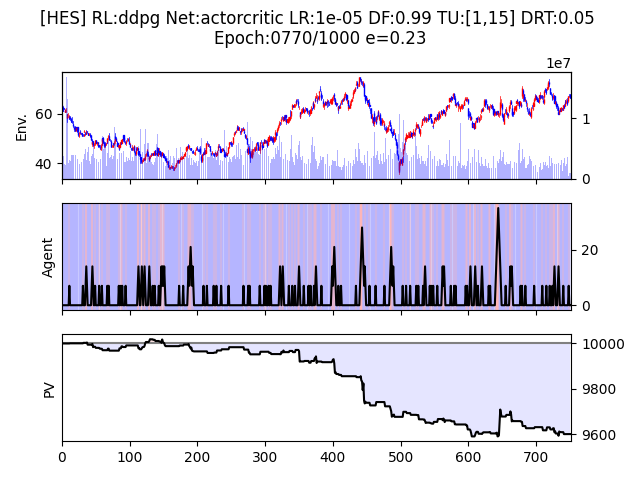 [HES] RL:ddpg Net:actorcritic LR:1e-05 DF:0.99 TU:[1,15] DRT:0.05
Epoch:0770/1000 e=0.23
1e7
Env.
60
40
1
0
Agent
20
0
PV
10000
9800
9600
0 100 200 300 400 500 600 700